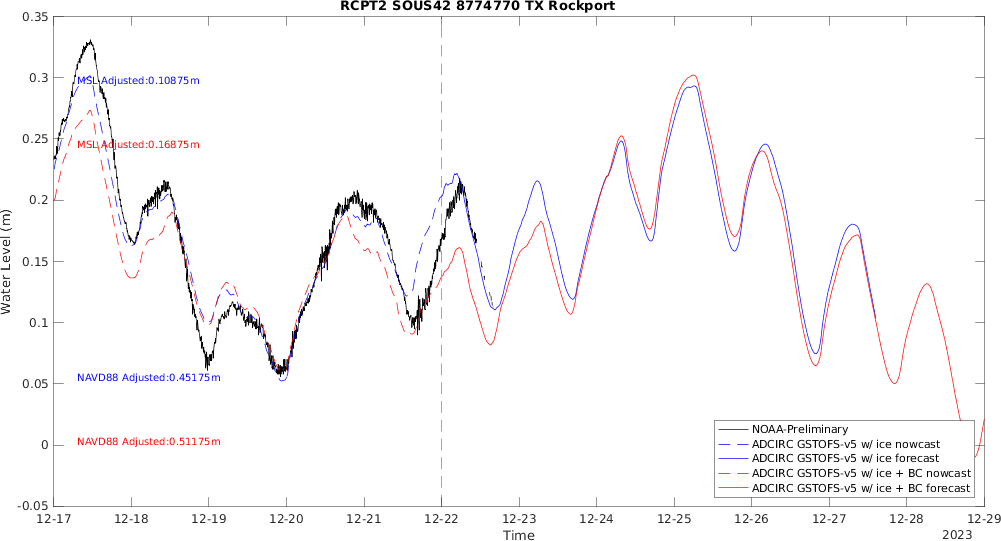 RCPT2 SOUS42 8774770 TX Rockport
0.35
0.3
0.25
0.2
0.15
0.1
0.05
0
-0.05
Water Level (m)
MSL Adjusted:0.10875m
MSL Adjusted:0.16875m
NAVD88 Adjusted:0.45175m
NAVD88 Adjusted:0.51175m
NOAA-Preliminary
ADCIRC GSTOFS-v5 w/ ice nowcast
ADCIRC GSTOFS-v5 w/ ice forecast
ADCIRC GSTOFS-v5 w/ ice + BC nowcast
ADCIRC GSTOFS-v5 w/ ice + BC forecast
12-17 12-18 12-19 12-20 12-21 12-22 12-23 12-24 12-25 12-26 12-27 12-28 12-29
Time
2023